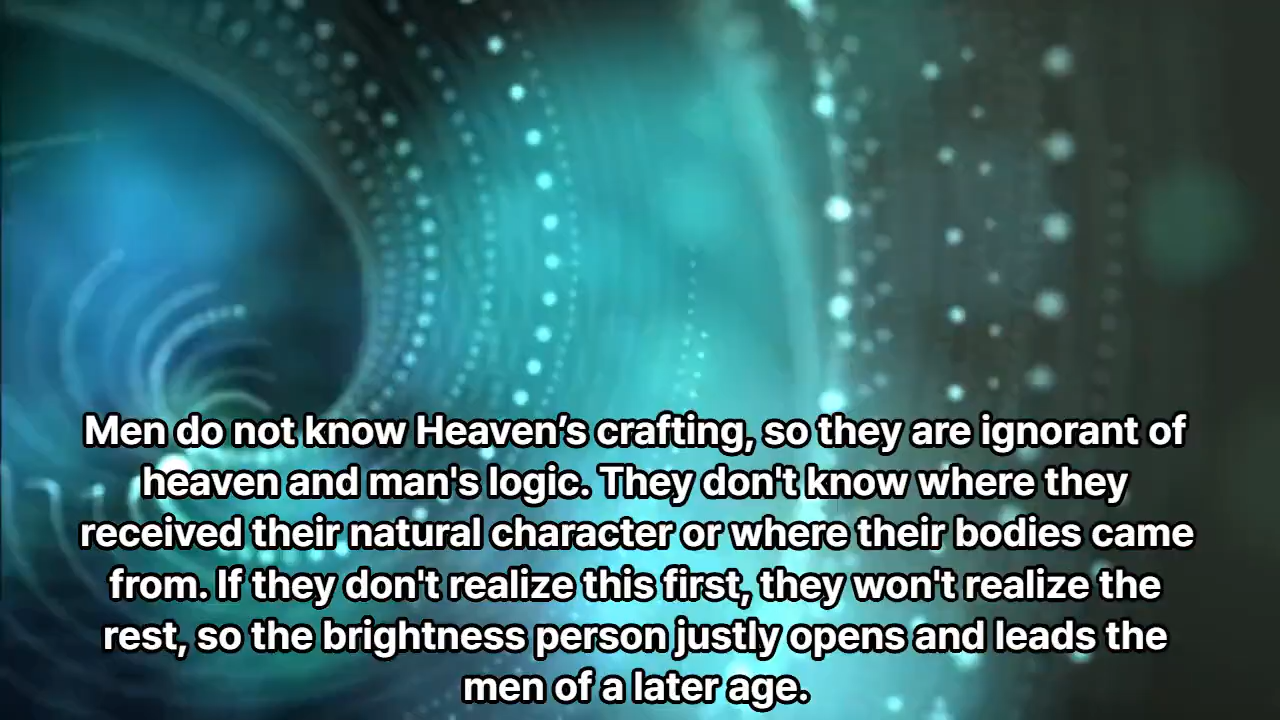 Men do not know Heaven’s crafting, so they are ignorant of
heaven and man's logic. They don't know where they
received their natural character or where their bodies came
from. If they don't realize this first, they won't realize the
rest, so the brightness person justly opens and leads the
men of a later age.